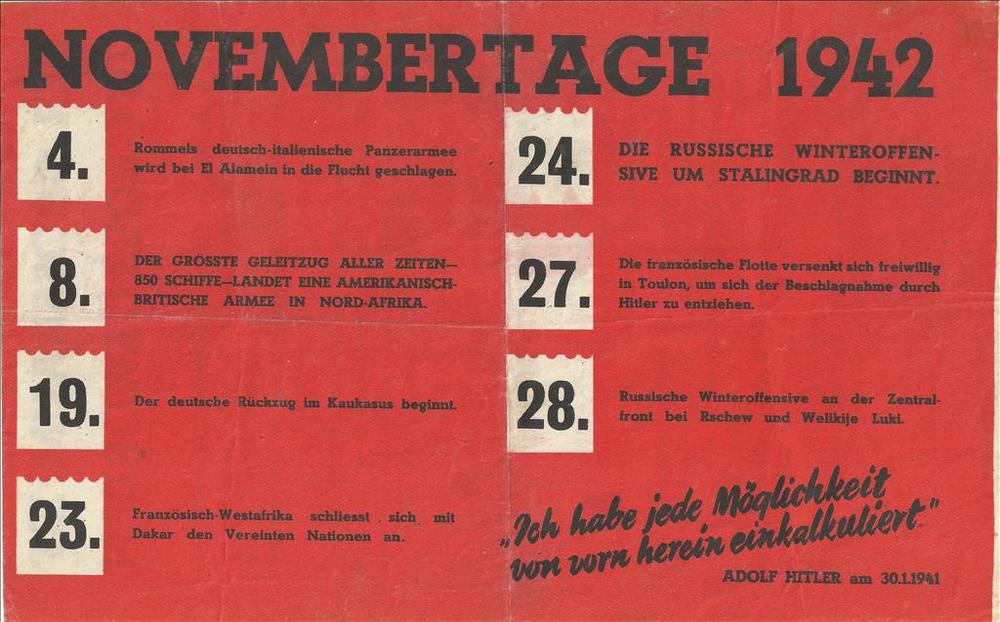 NOVEMBERTAGE 1942
4.
Rommels deutsch-italienische Panzerarmee
wird bei El Alamein in die Flucht geschlagen.
8.
DER GRÖSSTE GELEITZUG ALLER ZEITEN—
850 SCHIFFE—LANDET EINE AMERIKANISCH-
BRITISCHE ARMEE IN NORD-AFRIKA.
19.
Der deutsche Rückzug im Kaukasus beginnt.
23.
Französisch-Westafrika schliesst sich mit
Dakar den Vereinten Nationen an.
24.
DIE RUSSISCHE WINTEROFFEN-
SIVE UM STALINGRAD BEGINNT.
27.
Die französische Flotte versenkt sich freiwillig
in Toulon, um sich der Beschlagnahme durch
Hitler zu entziehen.
28.
Russische Winteroffensive an der Zentral-
front bei Rschew und Welikije Luki.
„Ich habe jede Möglichkeit
von vorn herein einkalkuliert."
ADOLF HITLER am 30.1.1941